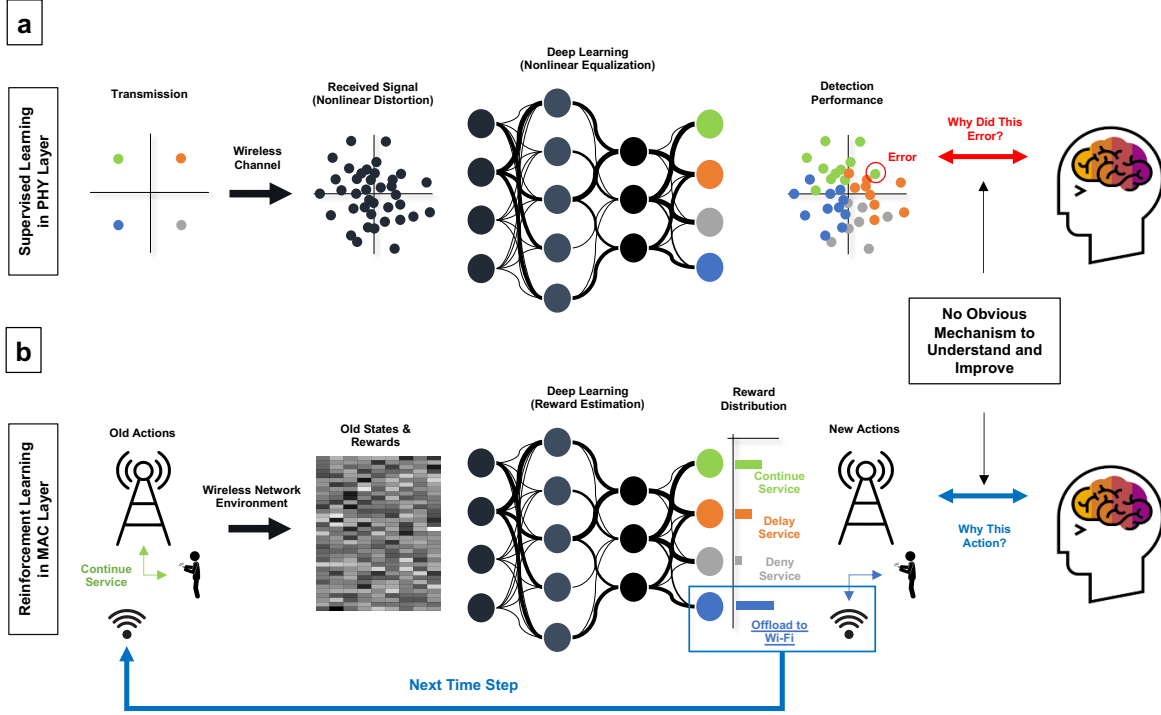 a
Supervised Learning
in PHY Layer
Transmission
Wireless
Channel
Received Signal
(Nonlinear Distortion)
Deep Learning
(Nonlinear Equalization)
Detection
Performance
Error
Why Did This
Error?
No Obvious
Mechanism to
Understand and
Improve
b
Reinforcement Learning
in MAC Layer
Old Actions
Continue
Service
Wireless Network
Environment
Old States &
Rewards
Deep Learning
(Reward Estimation)
Reward
Distribution
Continue
Service
Delay
Service
Deny
Service
Offload to
Wi-Fi
New Actions
Why This
Action?
Next Time Step